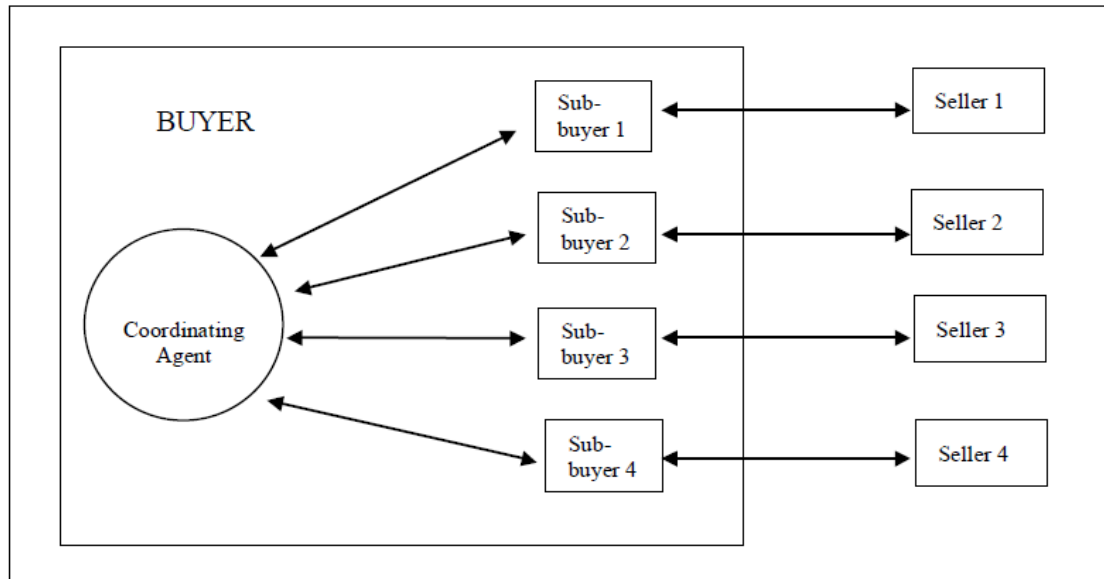 BUYER
Coordinating
Agent
Sub-
buyer 1
Sub-
buyer 2
Sub-
buyer 3
Sub-
buyer 4
Seller 1
Seller 2
Seller 3
Seller 4